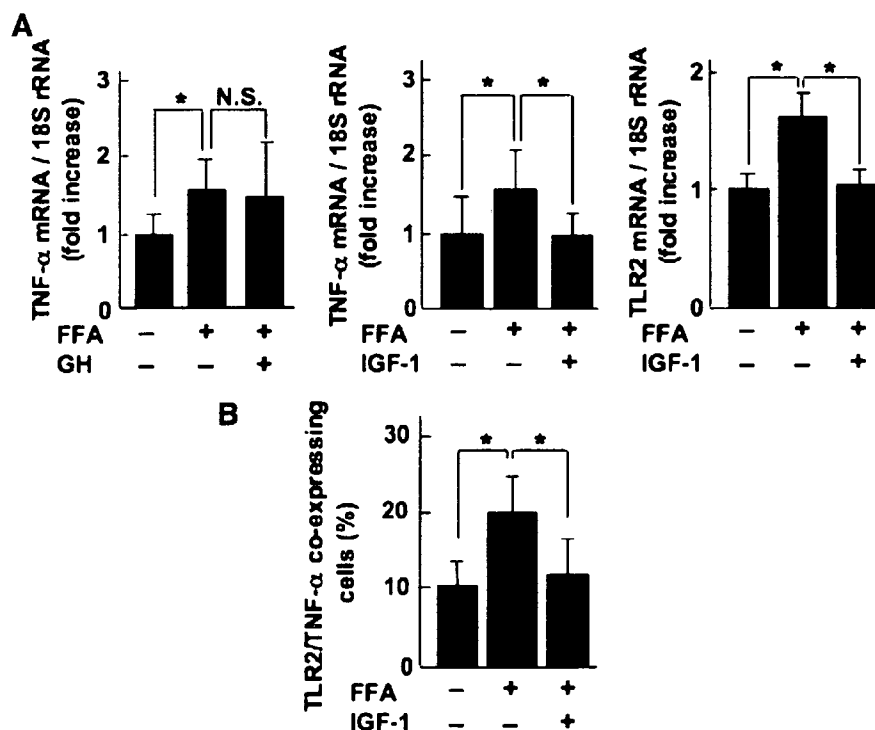 A
TNF-α mRNA / 18S rRNA
(fold increase)
3
2
1
0
* N.S.
FFA - + +
GH - - +
TNF-α mRNA / 18S rRNA
(fold increase)
3
2
1
0
* *
FFA - + +
IGF-1 - - +
TLR2 mRNA / 18S rRNA
(fold increase)
2
1
0
* *
FFA - + +
IGF-1 - - +
B
TLR2/TNF-α co-expressing
cells (%)
30
20
10
0
* *
FFA - + +
IGF-1 - - +